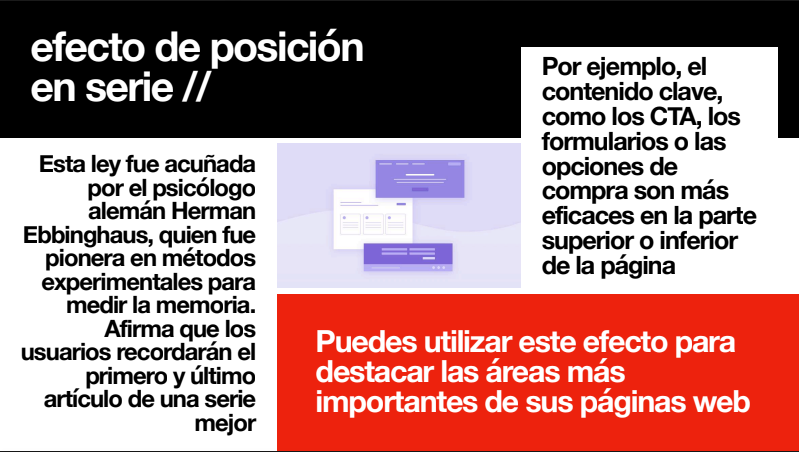 efecto de posición
en serie //
Esta ley fue acuñada
por el psicólogo
alemán Herman
Ebbinghaus, quien fue
pionera en métodos
experimentales para
medir la memoria.
Afirma que los
usuarios recordarán el
primero y último
artículo de una serie
mejor
Por ejemplo, el
contenido clave,
como los CTA, los
formularios o las
opciones de
compra son más
eficaces en la parte
superior o inferior
de la página
Puedes utilizar este efecto para
destacar las áreas más
importantes de sus páginas web